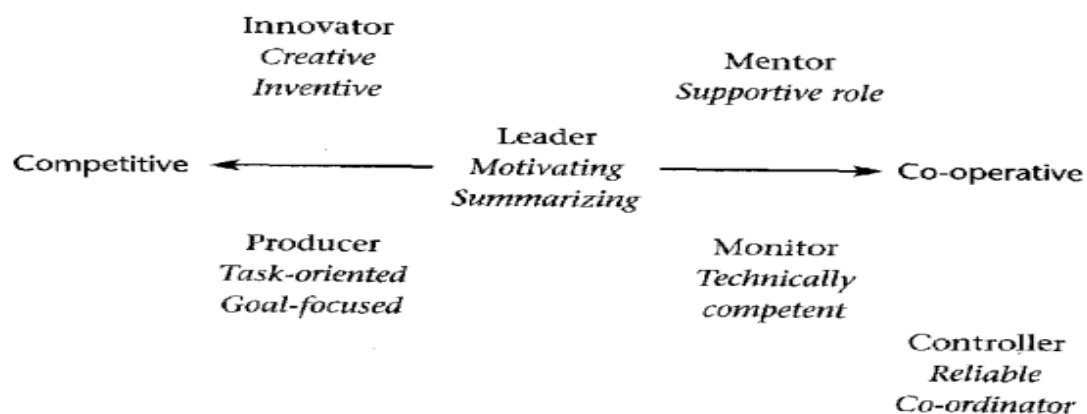 Innovator
Creative
Inventive
Mentor
Supportive role
Competitive
Leader
Motivating
Summarizing
Co-operative
Producer
Task-oriented
Goal-focused
Monitor
Technically
competent
Controller
Reliable
Co-ordinator